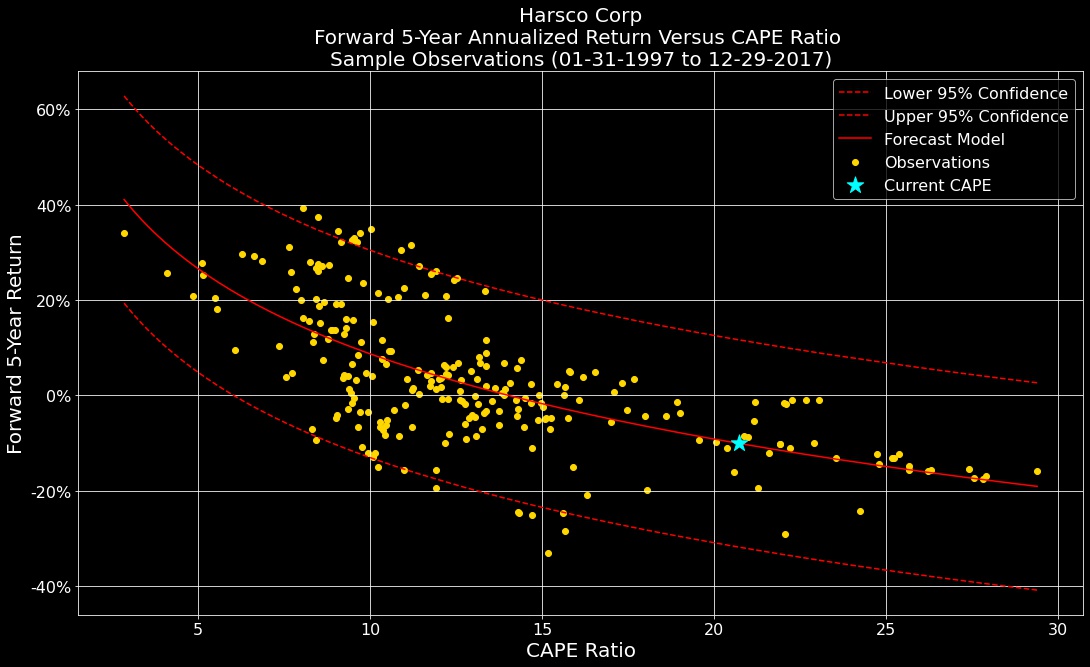 Harsco Corp
Forward 5-Year Annualized Return Versus CAPE Ratio
Sample Observations (01-31-1997 to 12-29-2017)
Lower 95% Confidence
Upper 95% Confidence
Forecast Model
Observations
Current CAPE
Forward 5-Year Return
60%
40%
20%
0%
-20%
-40%
5
10
15
20
25
30
CAPE Ratio